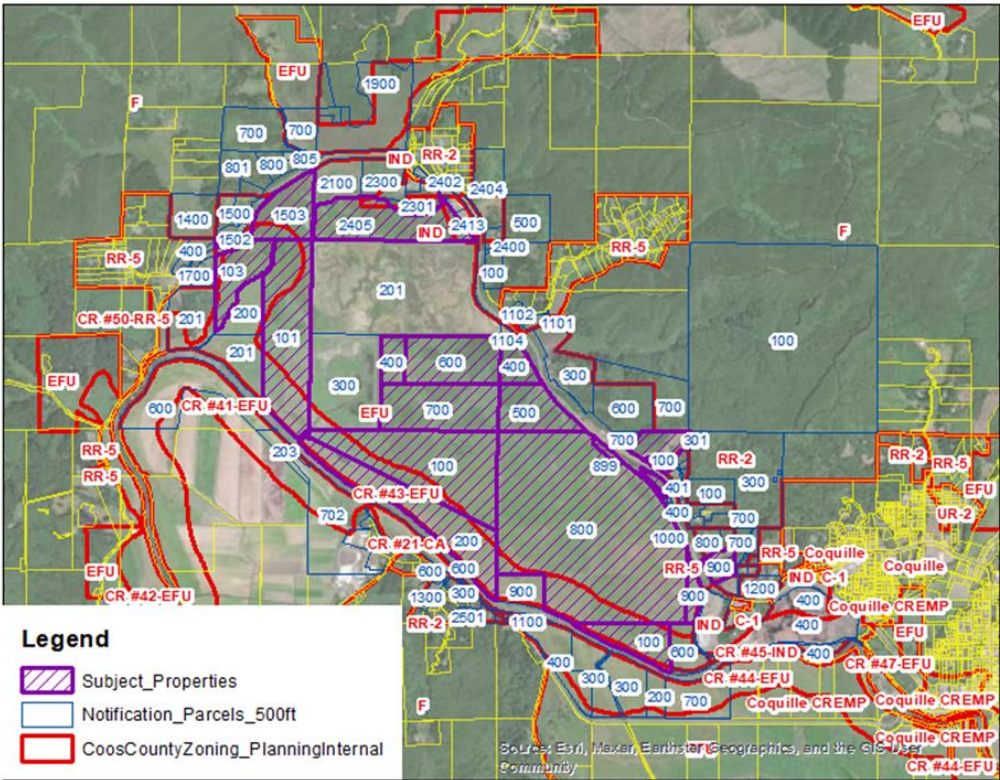 EFU
EFU
1900
F
700
700
805
IND
RR-2
801
800
2100
2300
2402
2404
1400
1500
1503
2301
2405
2413
500
IND
1502
2400
RR-5
F
RR-5
400
103
1700
100
201
CR #50-RR-5
201
200
1102
1101
201
101
1104
100
400
600
400
300
EFU
300
600
CR #41-EFU
EFU
700
500
600
700
203
700
301
RR-5
100
899
100
RR-2
RR-2
RR-5
RR-5
CR #43-EFU
401
100
300
EFU
702
400
700
UR-2
800
CR #21-CA
200
1000
800
700
RR-5 Coquille
EFU
600
600
RR-5
900
IND
C-1
Coquille
CR #42-EFU
1300
300
900
900
1200
400
Coquille CREMP
RR-2
2501
1100
IND
C-1
400
EFU
100
600
CR #45-IND
400
400
CR #47-EFU
300
300
CR #44-EFU
F
200
700
Coquille CREMP
Coquille CREMP
Coquille CREMP
EFU
CR #44-EFU
Legend
Subject_Properties
Notification_Parcels_500ft
CoosCountyZoning_PlanningInternal
Source: Esri, Maxar, Earthstar Geographics, and the GIS User
Community